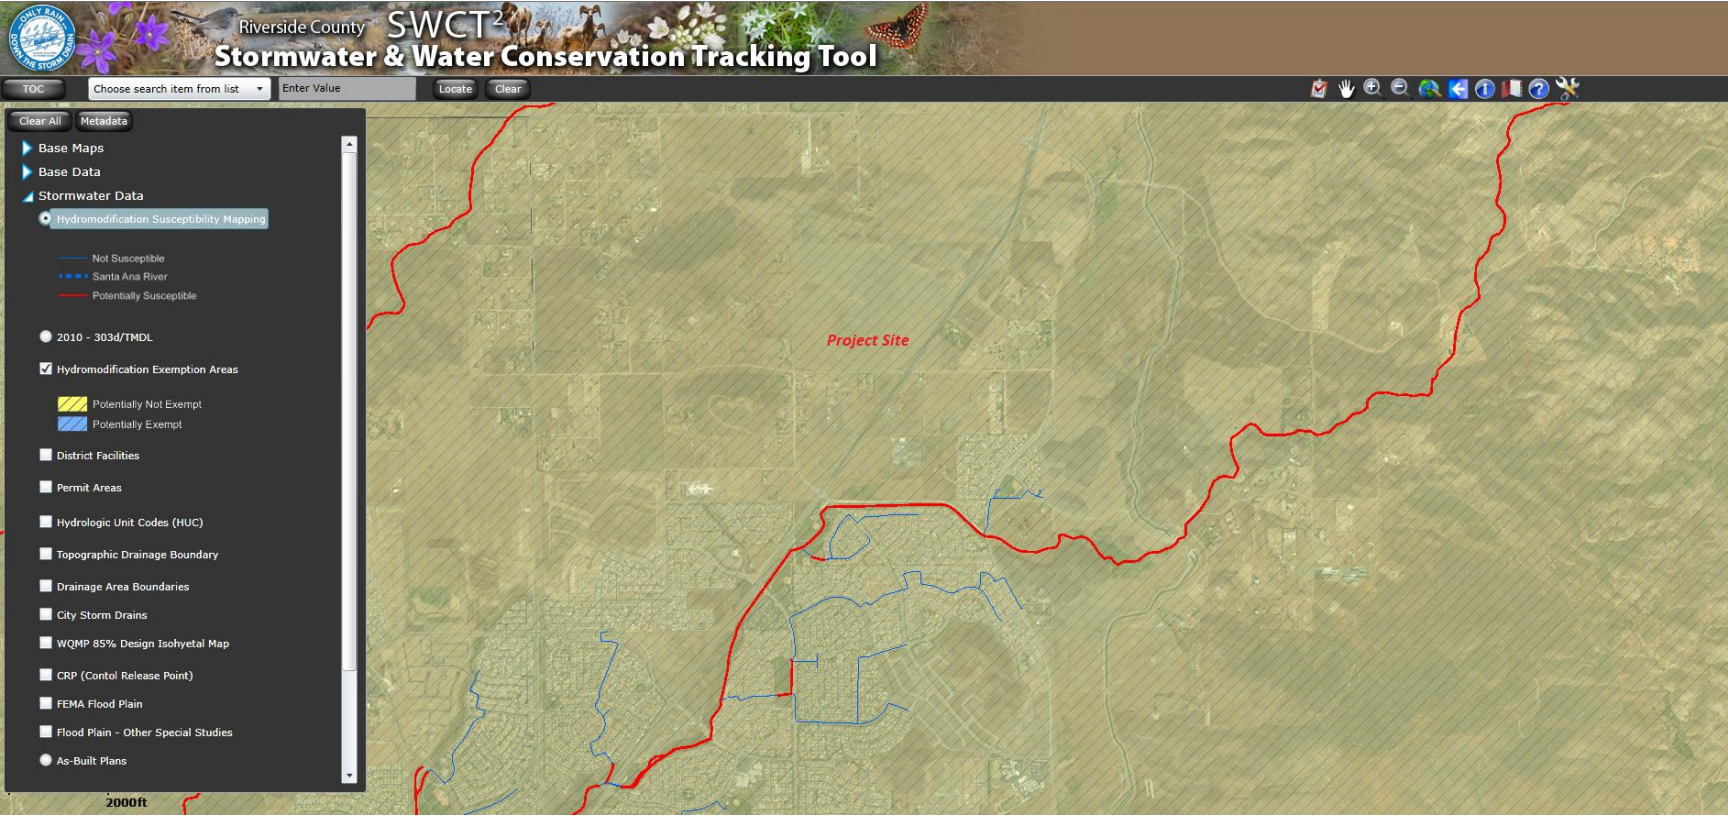 ONLY RAIN
DOWN THE STORM DRAIN
Riverside County SWCT²
Stormwater & Water Conservation Tracking Tool
TOC Choose search item from list Enter Value Locate Clear
Clear All Metadata
Base Maps
Base Data
Stormwater Data
Hydromodification Susceptibility Mapping
Not Susceptible
Santa Ana River
Potentially Susceptible
2010 - 303d/TMDL
Hydromodification Exemption Areas
Potentially Not Exempt
Potentially Exempt
District Facilities
Permit Areas
Hydrologic Unit Codes (HUC)
Topographic Drainage Boundary
Drainage Area Boundaries
City Storm Drains
WQMP 85% Design Isohyetal Map
CRP (Contol Release Point)
FEMA Flood Plain
Flood Plain - Other Special Studies
As-Built Plans
2000ft
Project Site